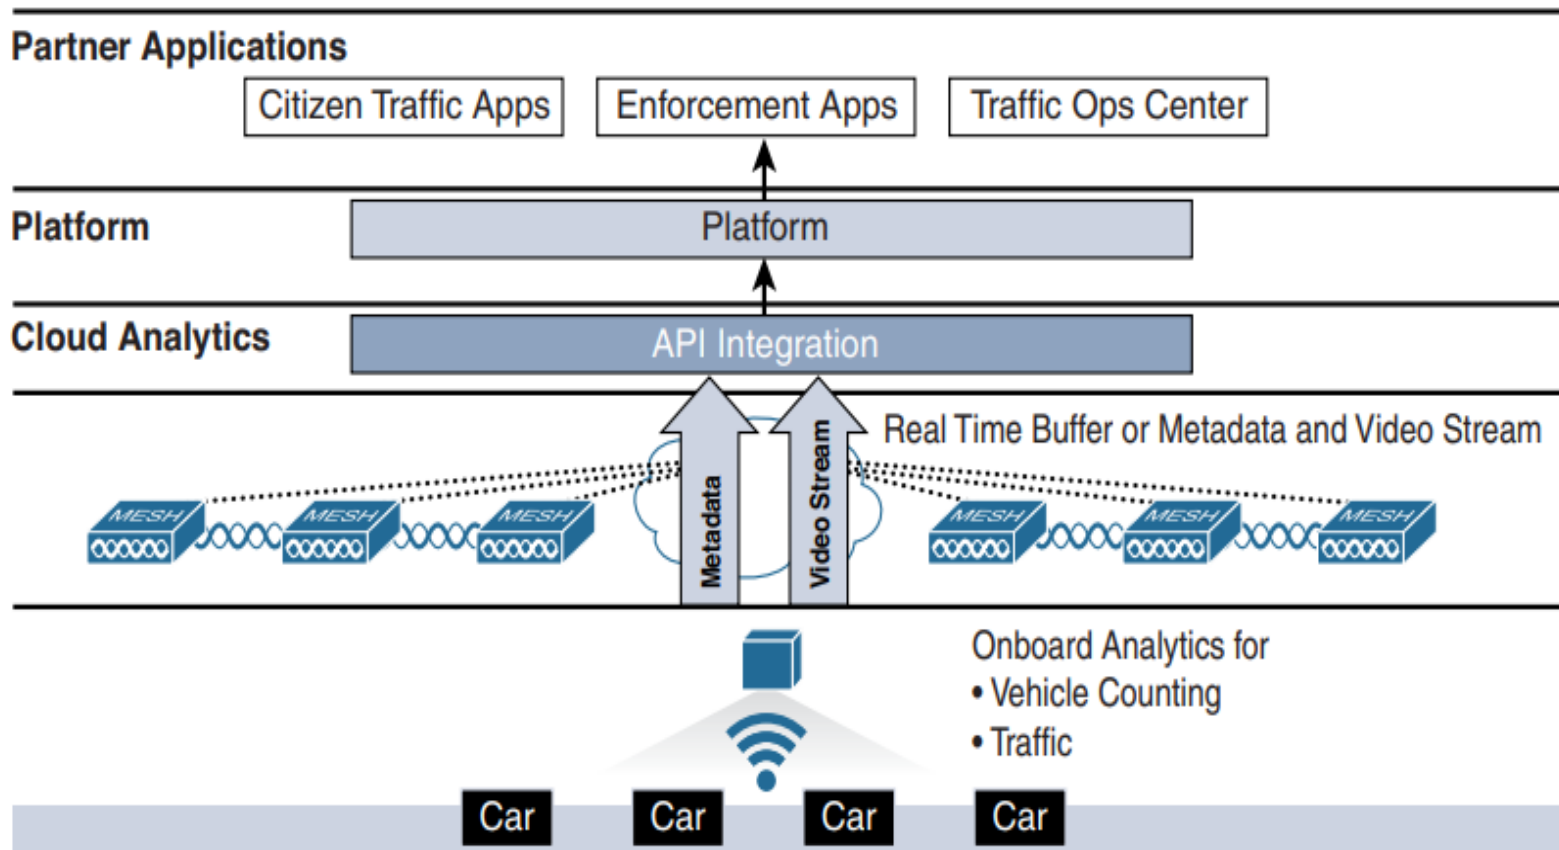 Partner Applications
Citizen Traffic Apps
Enforcement Apps
Traffic Ops Center
Platform
Platform
Cloud Analytics
API Integration
Real Time Buffer or Metadata and Video Stream
MESH
MESH
MESH
Metadata
Video Stream
MESH
MESH
MESH
Onboard Analytics for
• Vehicle Counting
• Traffic
Car
Car
Car
Car